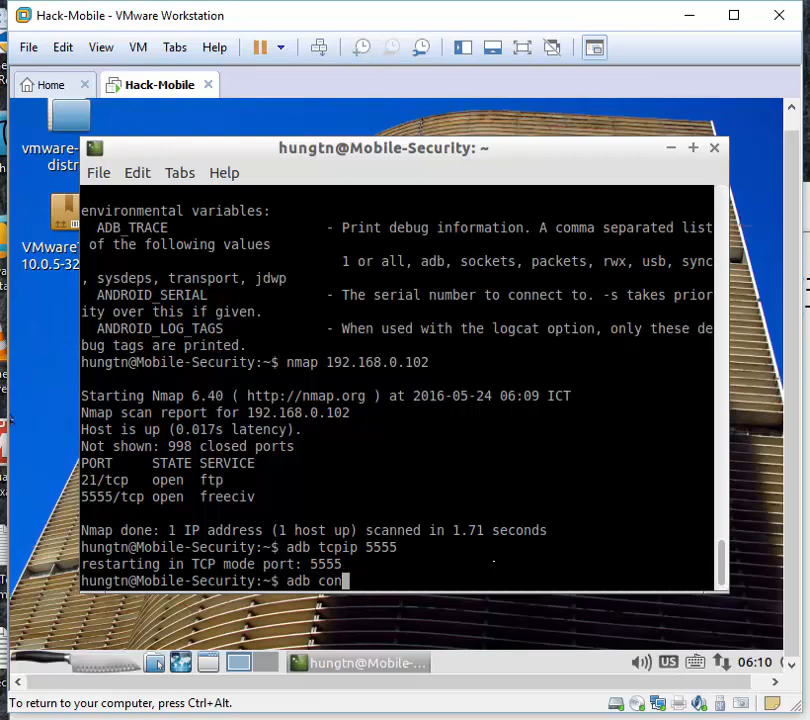 Hack-Mobile - VMware Workstation
File Edit View VM Tabs Help
Home Hack-Mobile
vmware-
distr
VMwareT
10.0.5-32
hungtn@Mobile-Security: ~
File Edit Tabs Help
environmental variables:
ADB_TRACE - Print debug information. A comma separated list
of the following values
1 or all, adb, sockets, packets, rwx, usb, sync
, sysdeps, transport, jdwp
ANDROID_SERIAL - The serial number to connect to. -s takes prior
ity over this if given.
ANDROID_LOG_TAGS - When used with the logcat option, only these de
bug tags are printed.
hungtn@Mobile-Security:~$ nmap 192.168.0.102
Starting Nmap 6.40 ( http://nmap.org ) at 2016-05-24 06:09 ICT
Nmap scan report for 192.168.0.102
Host is up (0.017s latency).
Not shown: 998 closed ports
PORT STATE SERVICE
21/tcp open ftp
5555/tcp open freeciv
Nmap done: 1 IP address (1 host up) scanned in 1.71 seconds
hungtn@Mobile-Security:~$ adb tcpip 5555
restarting in TCP mode port: 5555
hungtn@Mobile-Security:~$ adb con
hungtn@Mobile-... US 06:10
To return to your computer, press Ctrl+Alt.